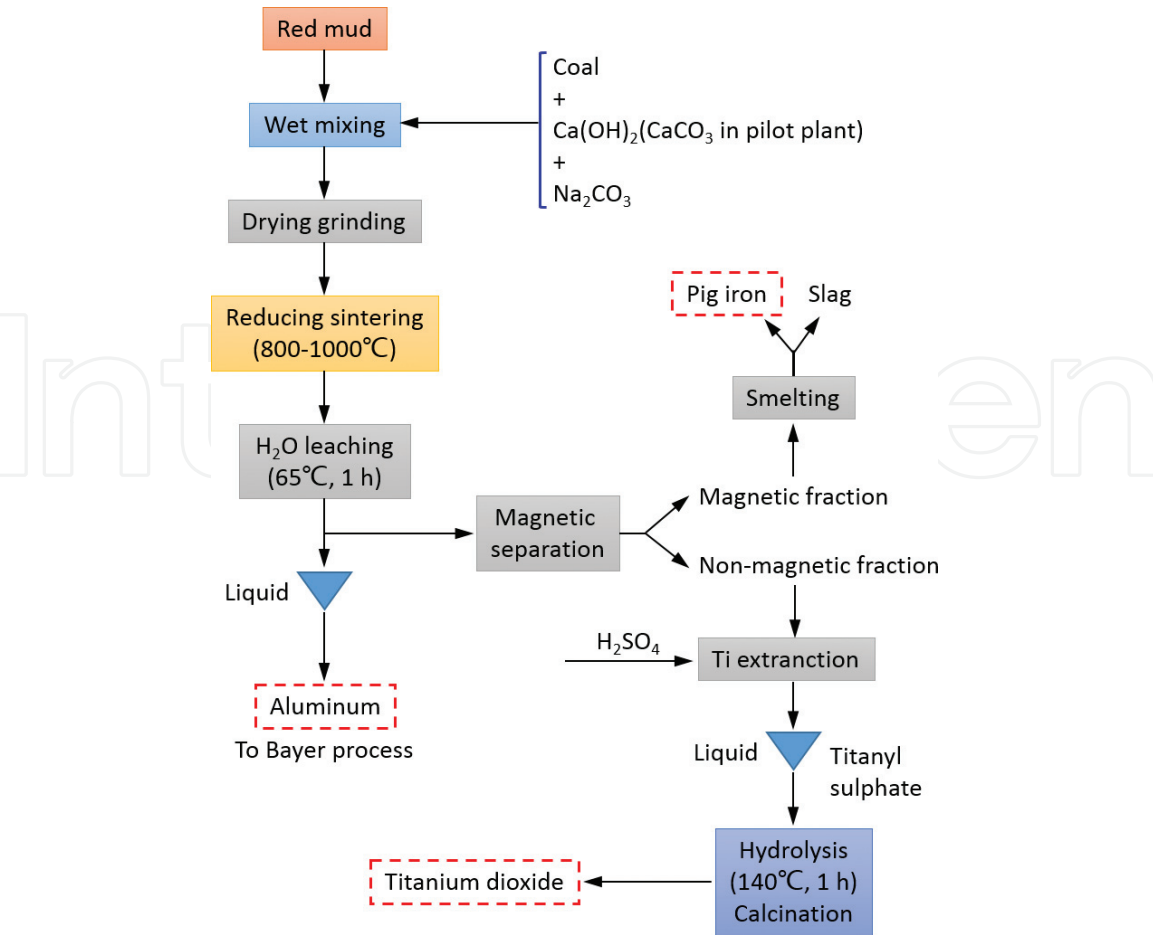 Red mud
Wet mixing
Coal
+
Ca(OH)₂(CaCO₃ in pilot plant)
+
Na₂CO₃
Drying grinding
Reducing sintering
(800-1000℃)
H₂O leaching
(65℃, 1 h)
Pig iron
Slag
Smelting
Magnetic
separation
Magnetic fraction
Non-magnetic fraction
Liquid
Aluminum
To Bayer process
H₂SO₄
Ti extranction
Liquid
Titanyl
sulphate
Hydrolysis
(140℃, 1 h)
Calcination
Titanium dioxide
Int
en